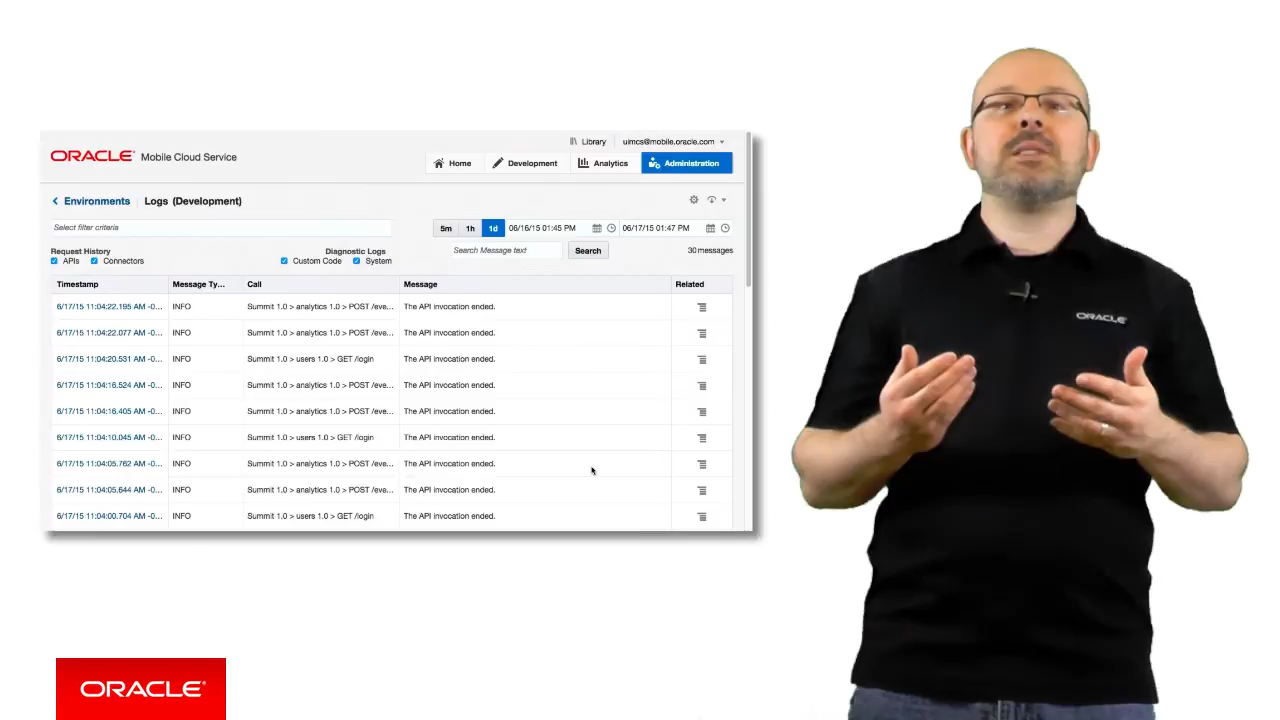 Library uimcs@mobile.oracle.com
ORACLE Mobile Cloud Service
Home Development Analytics Administration
Environments Logs (Development)
Select filter criteria 5m 1h 1d 06/16/15 01:45 PM 06/17/15 01:47 PM
Search Message text Search 30 messages
Request History Diagnostic Logs
APIs Connectors Custom Code System
Timestamp Message Ty... Call Message Related
6/17/15 11:04:22.195 AM -0... INFO Summit 1.0 > analytics 1.0 > POST /eve... The API invocation ended.
6/17/15 11:04:22.077 AM -0... INFO Summit 1.0 > analytics 1.0 > POST /eve... The API invocation ended.
6/17/15 11:04:20.531 AM -0... INFO Summit 1.0 > users 1.0 > GET /login The API invocation ended.
6/17/15 11:04:16.524 AM -0... INFO Summit 1.0 > analytics 1.0 > POST /eve... The API invocation ended.
6/17/15 11:04:16.405 AM -0... INFO Summit 1.0 > analytics 1.0 > POST /eve... The API invocation ended.
6/17/15 11:04:10.045 AM -0... INFO Summit 1.0 > users 1.0 > GET /login The API invocation ended.
6/17/15 11:04:05.762 AM -0... INFO Summit 1.0 > analytics 1.0 > POST /eve... The API invocation ended.
6/17/15 11:04:05.644 AM -0... INFO Summit 1.0 > analytics 1.0 > POST /eve... The API invocation ended.
6/17/15 11:04:00.704 AM -0... INFO Summit 1.0 > users 1.0 > GET /login The API invocation ended.
ORACLE
ORACLE